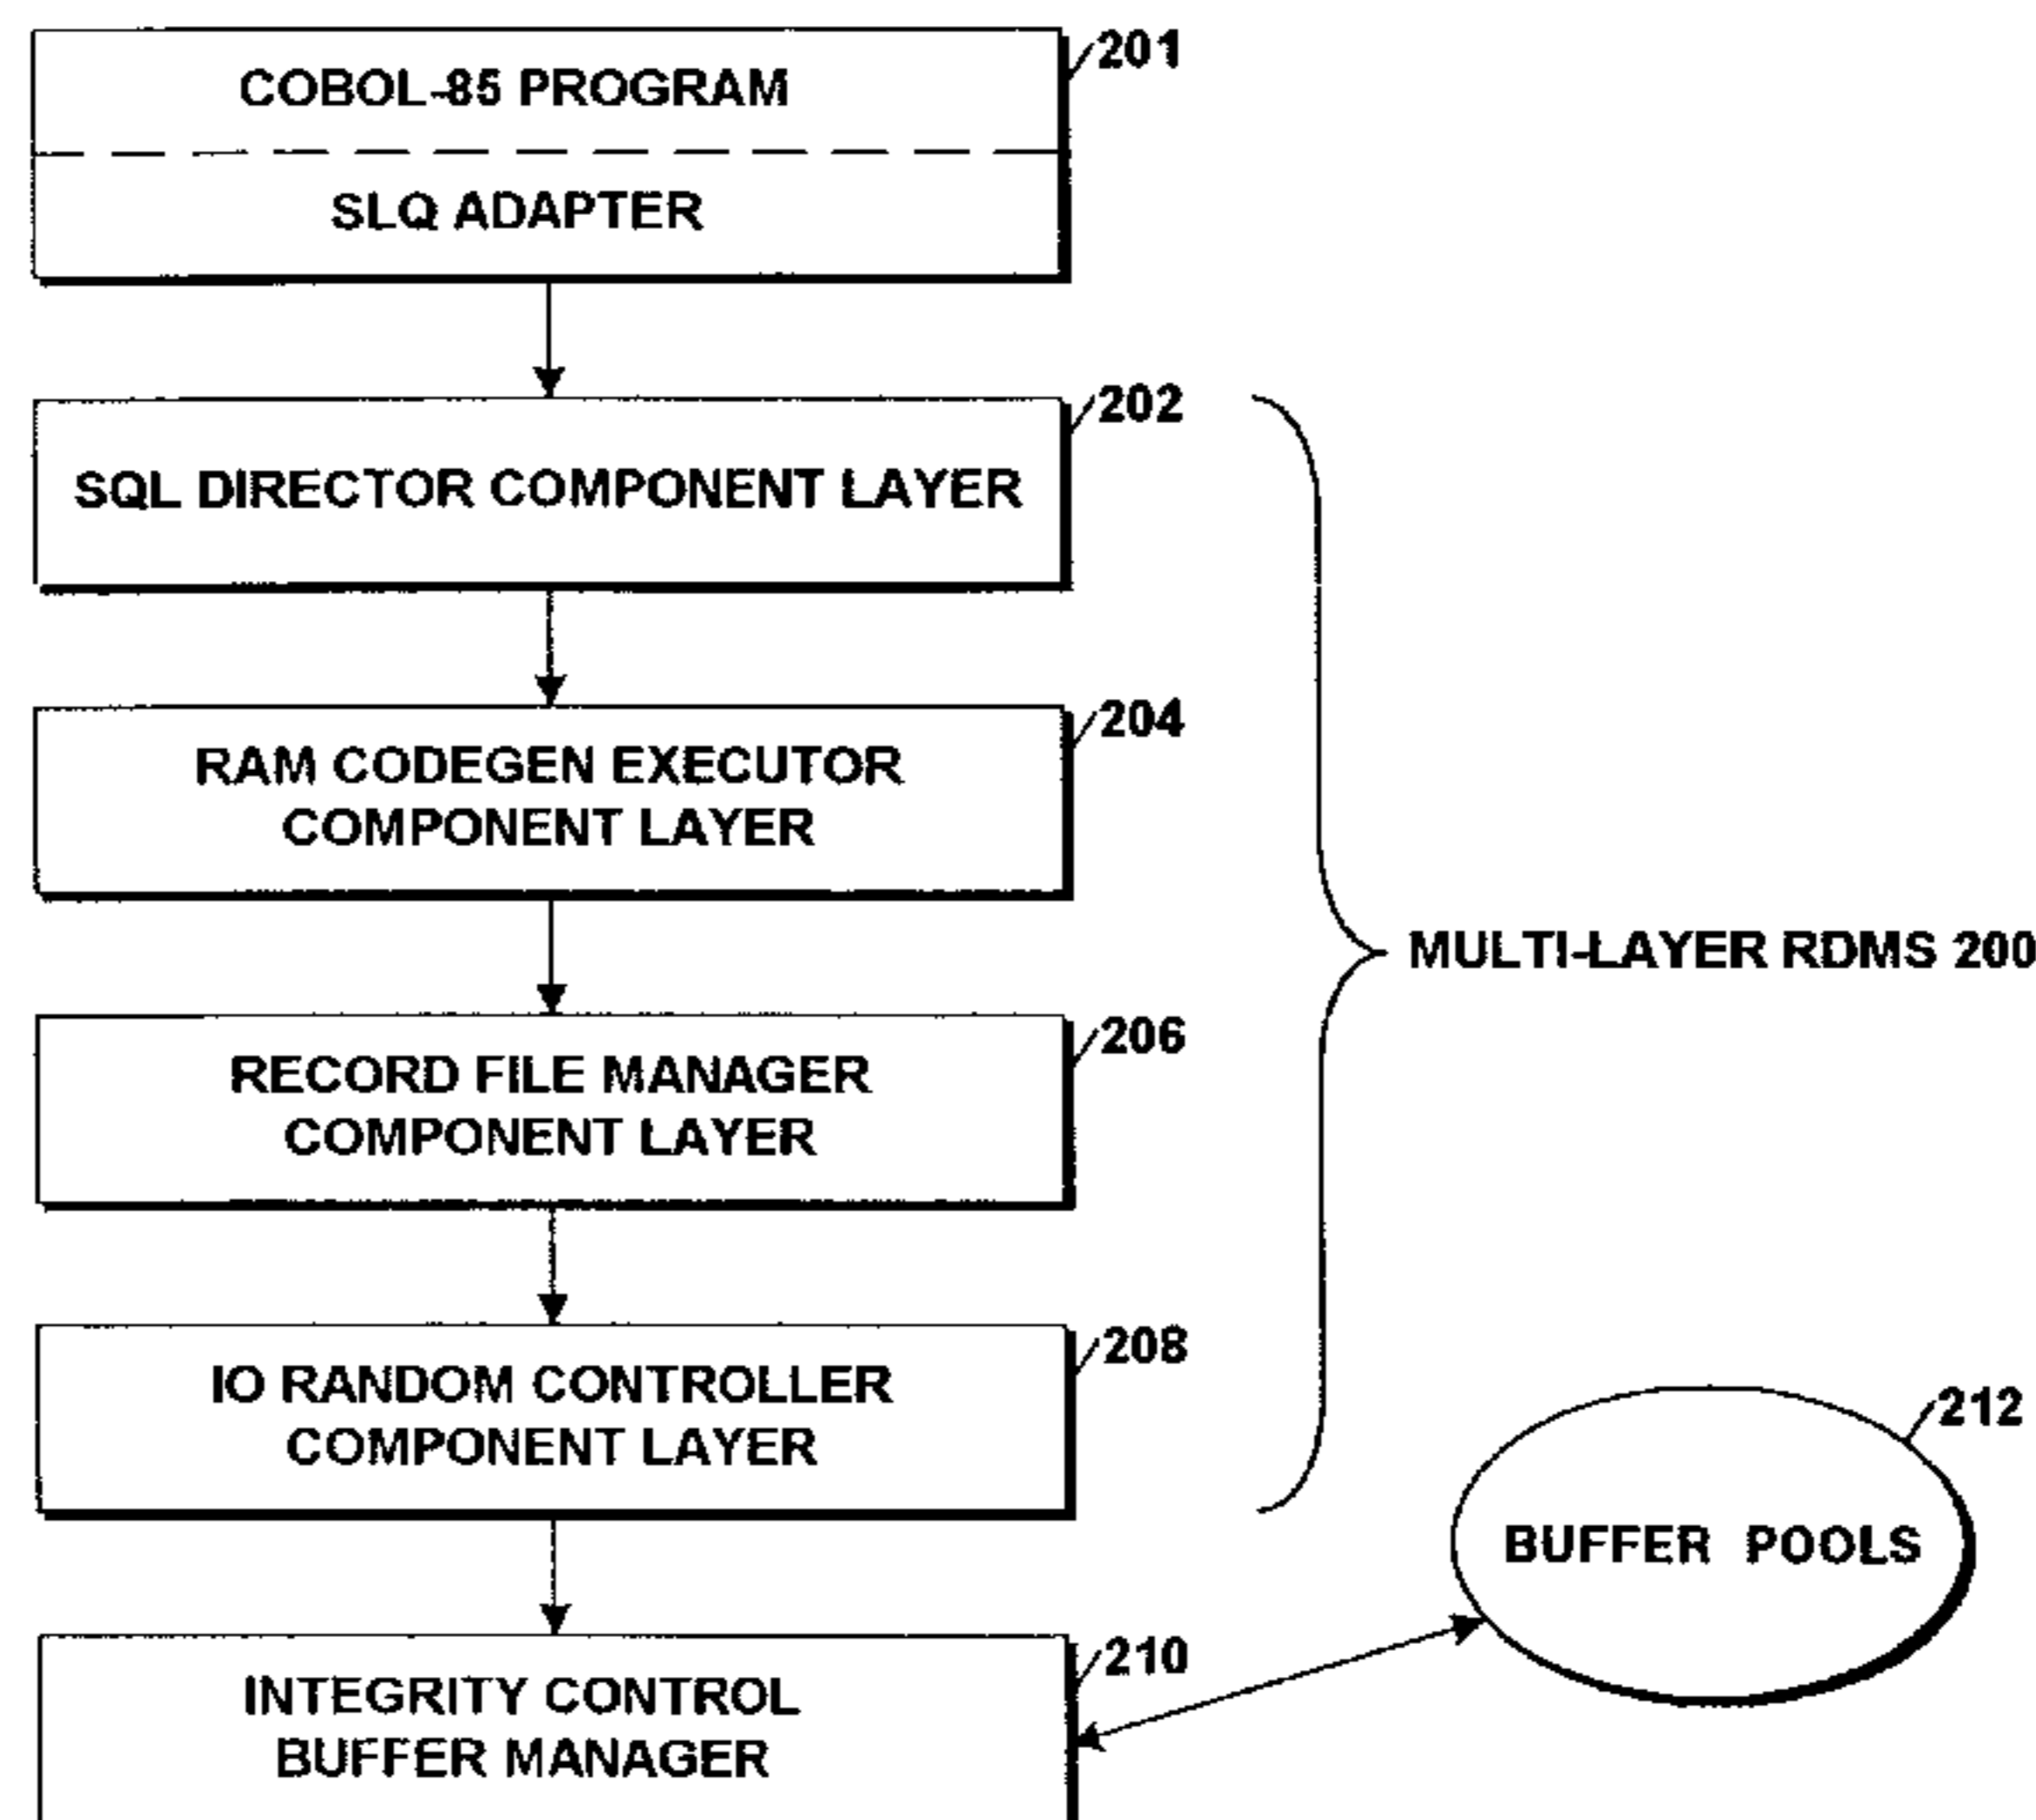 201
COBOL-85 PROGRAM
SLQ ADAPTER
202
SQL DIRECTOR COMPONENT LAYER
204
RAM CODEGEN EXECUTOR
COMPONENT LAYER
MULTI-LAYER RDMS 200
206
RECORD FILE MANAGER
COMPONENT LAYER
208
IO RANDOM CONTROLLER
COMPONENT LAYER
212
BUFFER POOLS
210
INTEGRITY CONTROL
BUFFER MANAGER